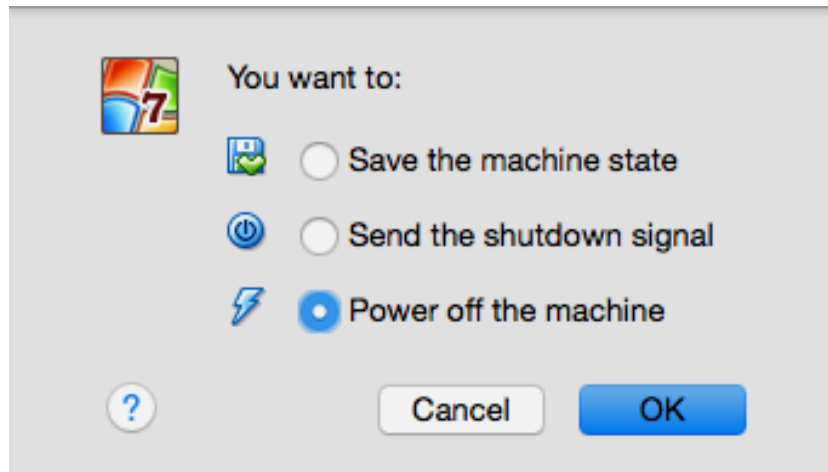 You want to:
7
Save the machine state
Send the shutdown signal
Power off the machine
?
Cancel
OK